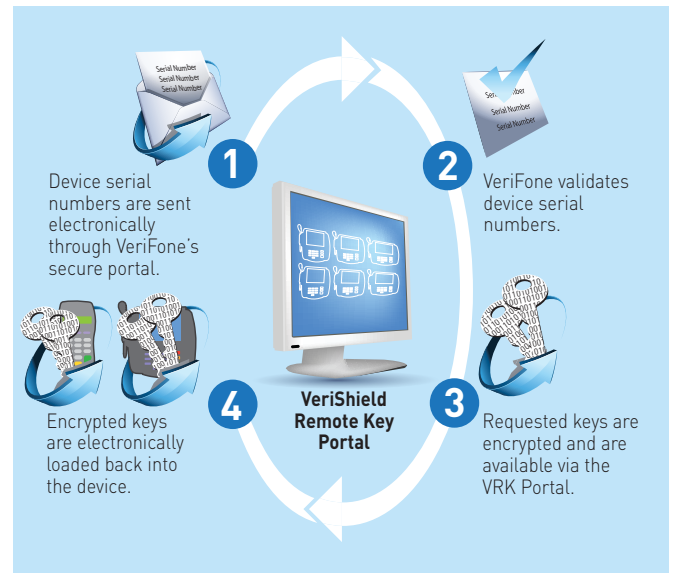 Serial Number
Serial Number
Serial Number
1
Device serial
numbers are sent
electronically
through VeriFone's
secure portal.
Serial Number
Serial Number
Serial Number
2
VeriFone validates
device serial
numbers.
VeriShield
Remote Key
Portal
3
Requested keys are
encrypted and are
available via the
VRK Portal.
4
Encrypted keys
are electronically
loaded back into
the device.